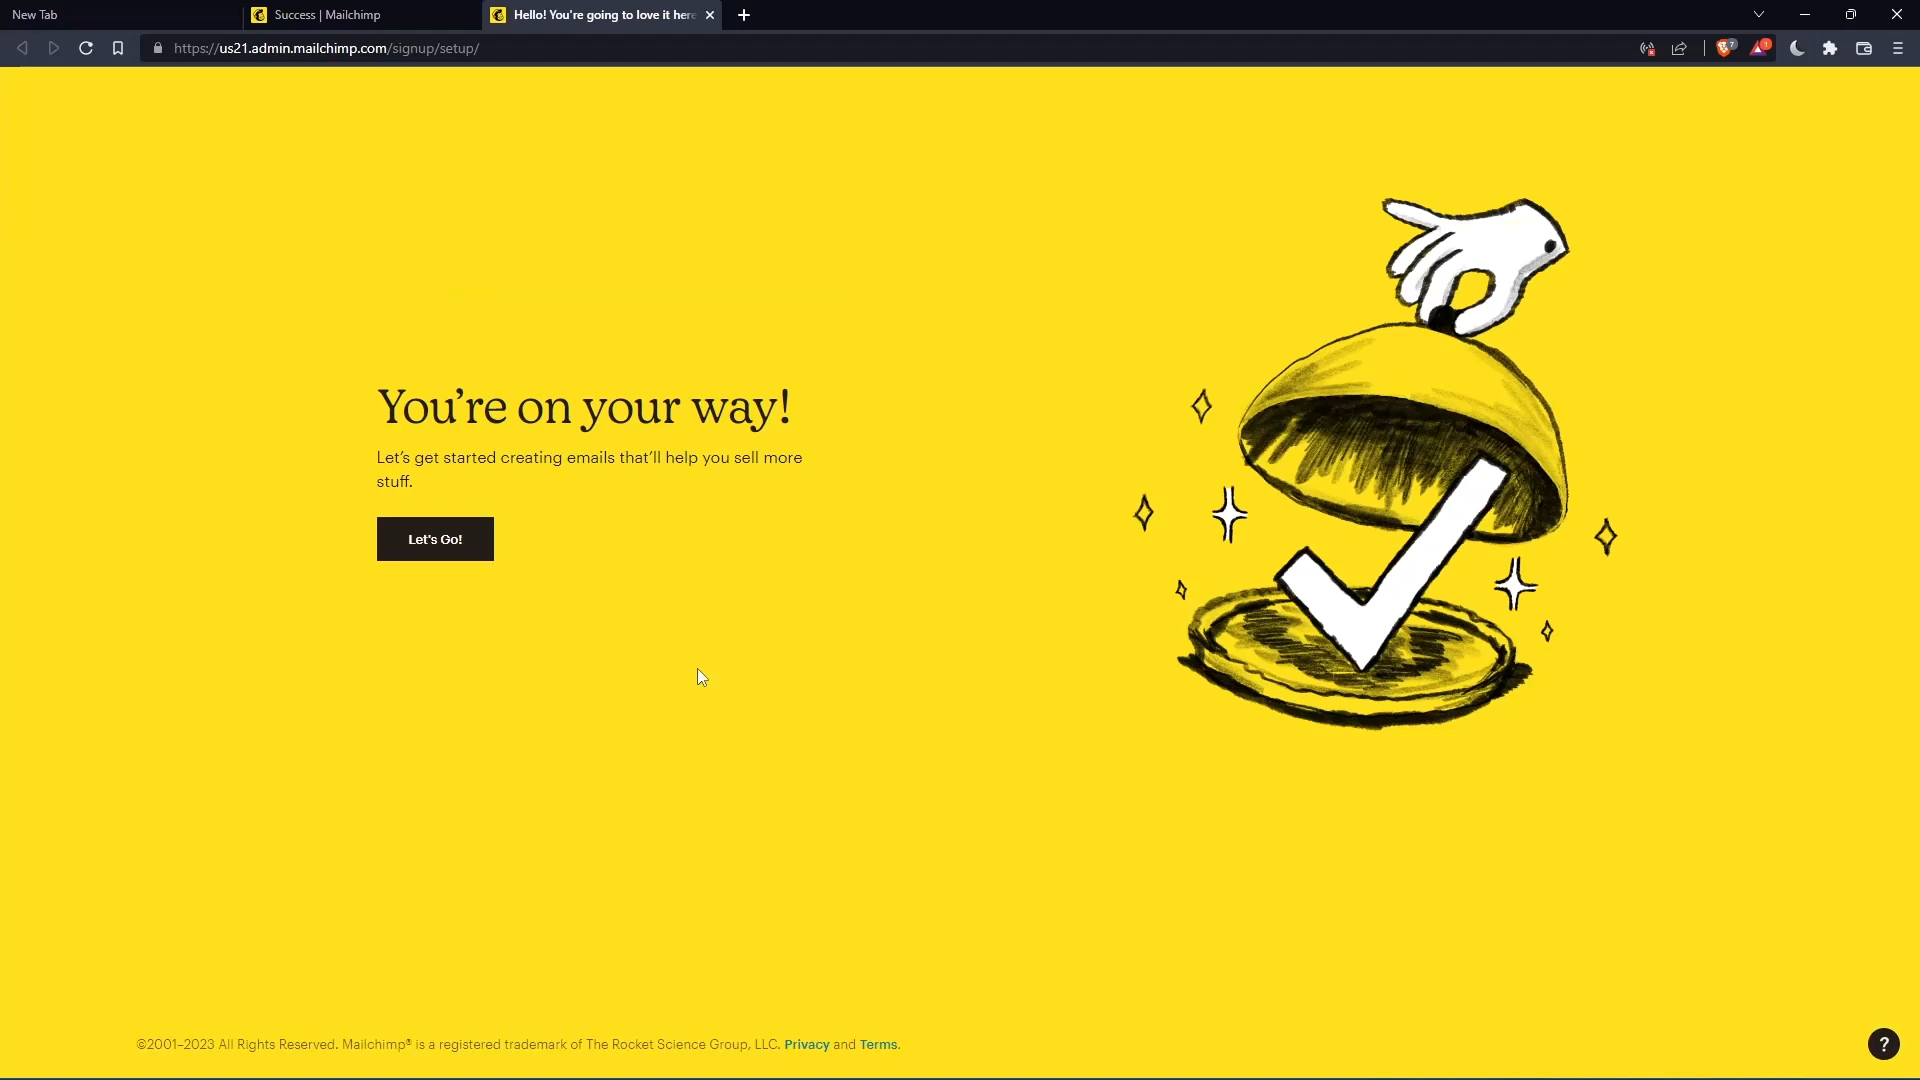 New Tab
Success | Mailchimp
Hello! You're going to love it here
https://us21.admin.mailchimp.com/signup/setup/
7
1
You're on your way!
Let's get started creating emails that'll help you sell more
stuff.
Let's Go!
©2001–2023 All Rights Reserved. Mailchimp® is a registered trademark of The Rocket Science Group, LLC. Privacy and Terms.
?